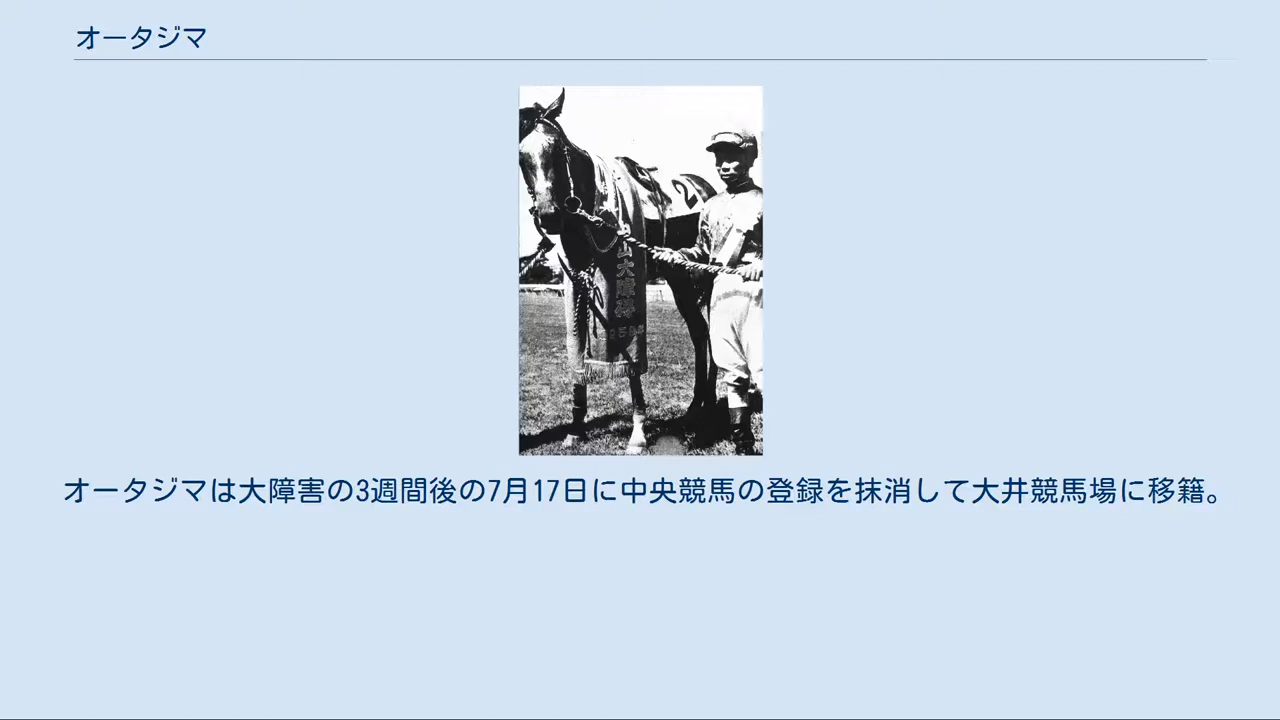 オータジマ
2
山大障碍
オータジマは大障害の3週間後の7月17日に中央競馬の登録を抹消して大井競馬場に移籍。